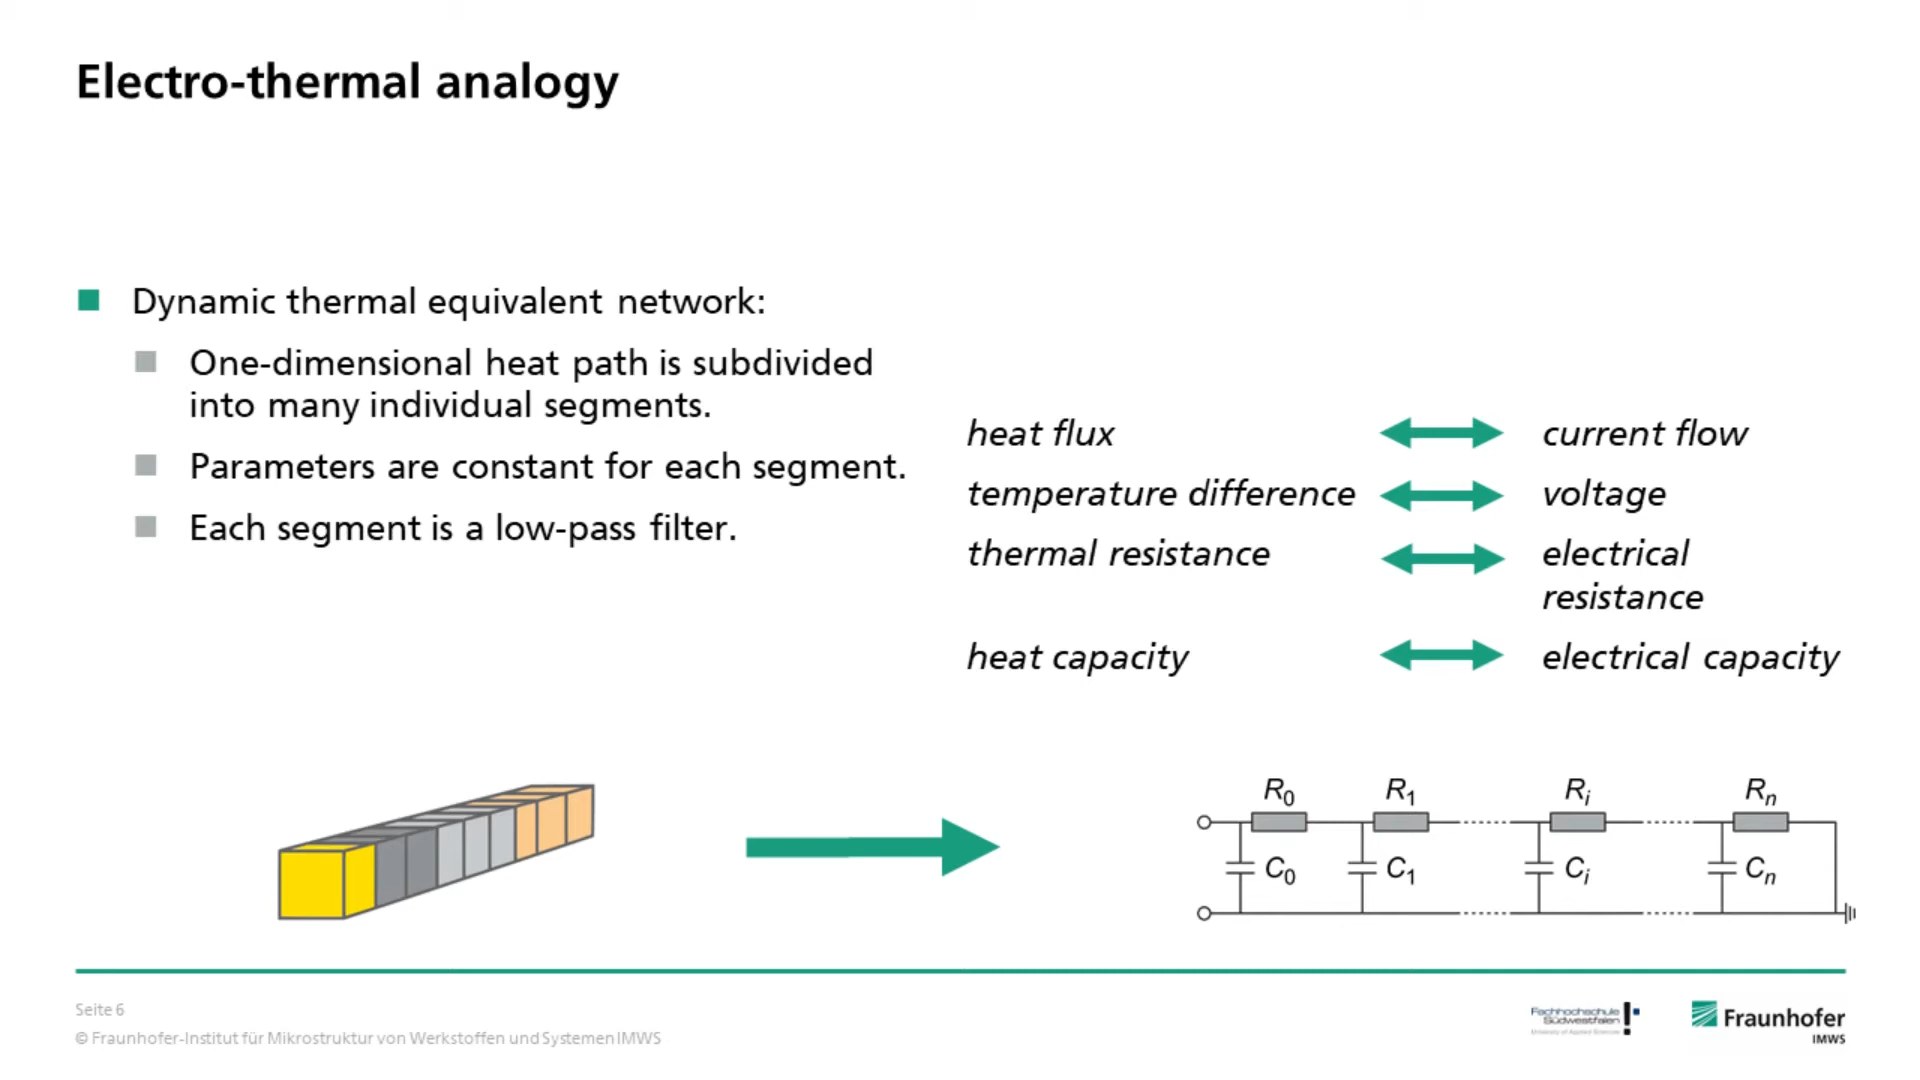 Electro-thermal analogy
Dynamic thermal equivalent network:
One-dimensional heat path is subdivided
into many individual segments.
Parameters are constant for each segment.
Each segment is a low-pass filter.
heat flux
current flow
temperature difference
voltage
thermal resistance
electrical
resistance
heat capacity
electrical capacity
R0 R1 Ri Rn
C0 C1 Ci Cn
Seite 6
© Fraunhofer-Institut für Mikrostruktur von Werkstoffen und Systemen IMWS
Fachhochschule
Südwestfalen
University of Applied Sciences
Fraunhofer
IMWS